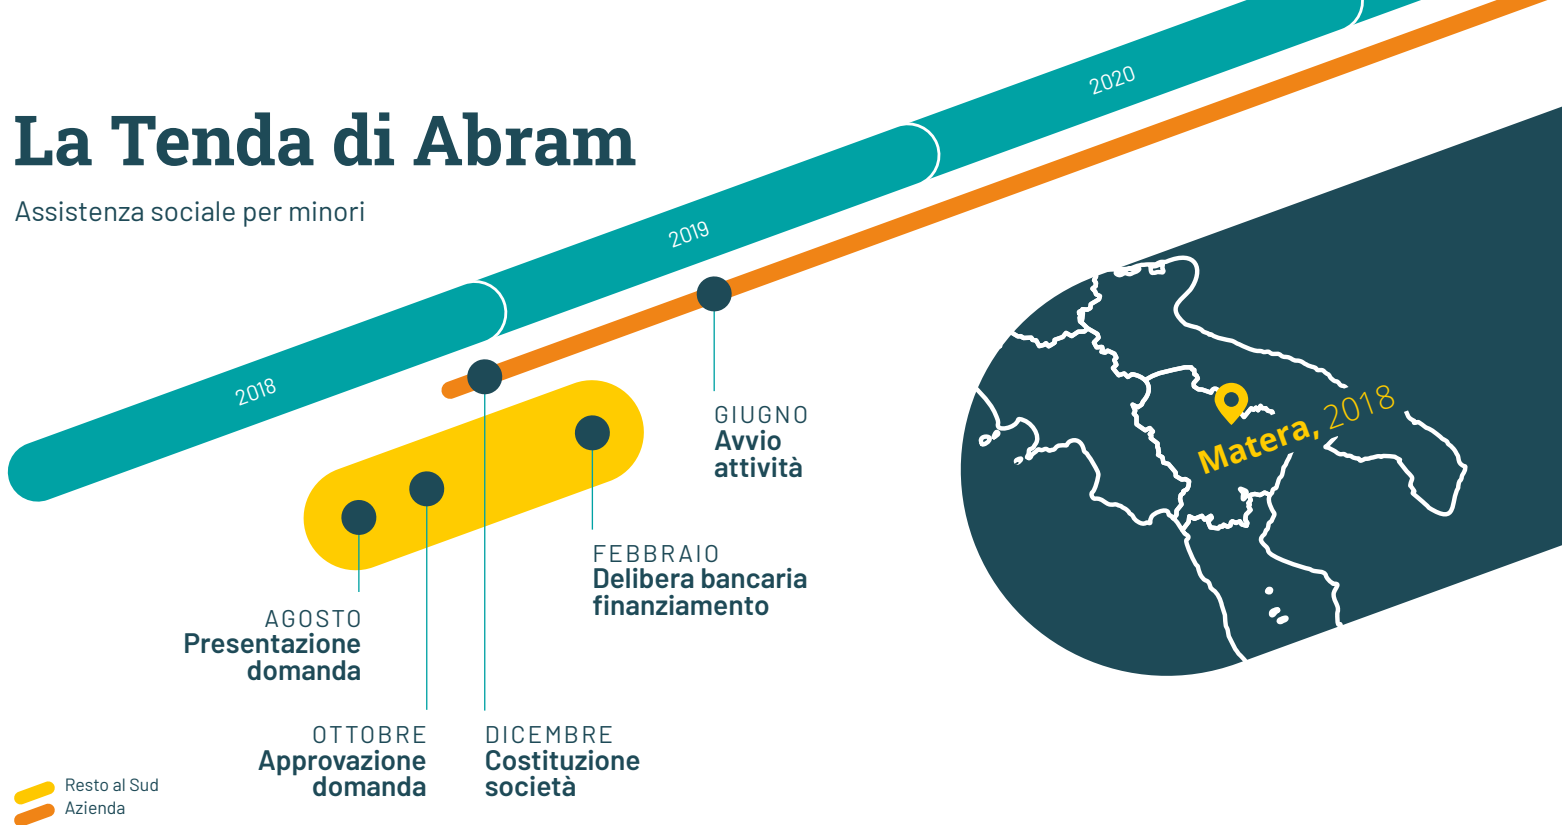 La Tenda di Abram
Assistenza sociale per minori
2018
2019
2020
AGOSTO
Presentazione
domanda
OTTOBRE
Approvazione
domanda
DICEMBRE
Costituzione
società
FEBBRAIO
Delibera bancaria
finanziamento
GIUGNO
Avvio
attività
Matera, 2018
Resto al Sud
Azienda